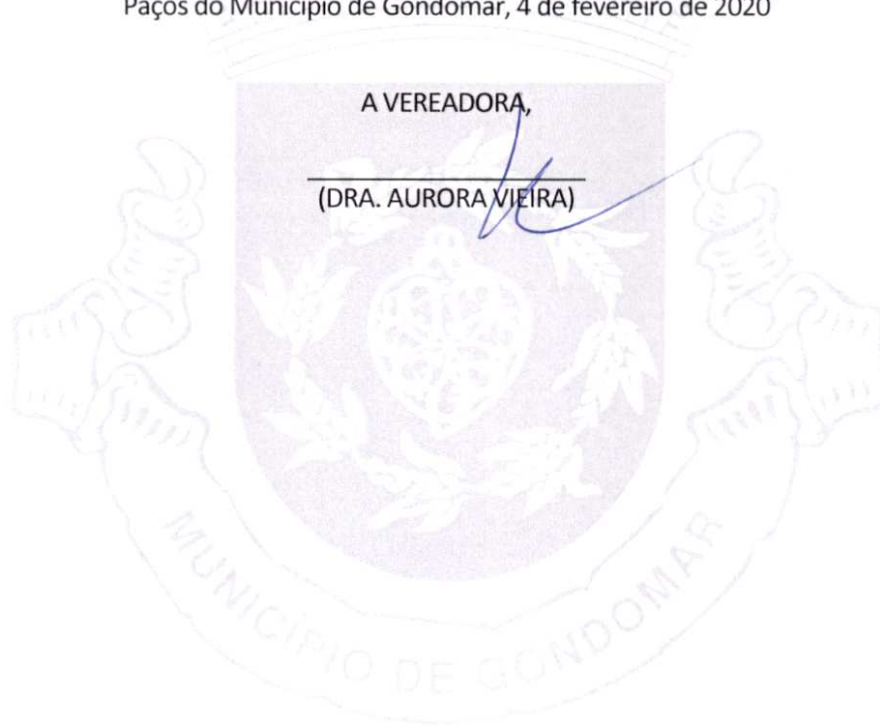 Paços do Município de Gondomar, 4 de fevereiro de 2020
A VEREADORA,
(DRA. AURORA VIEIRA)
MUNICÍPIO DE GONDOMAR